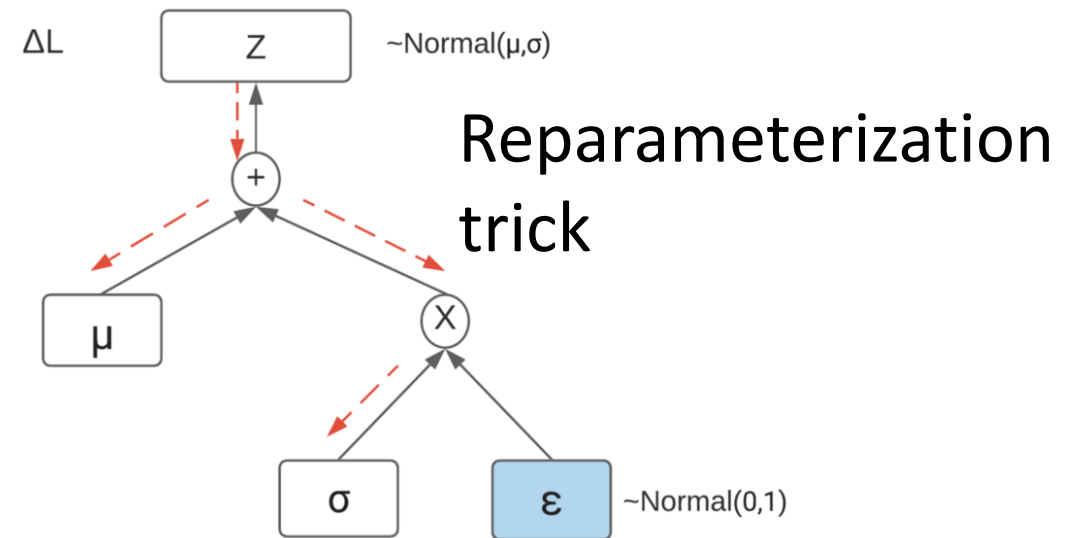 ΔL
Z
~Normal(μ,σ)
Reparameterization
trick
+
μ
X
σ
ε
~Normal(0,1)